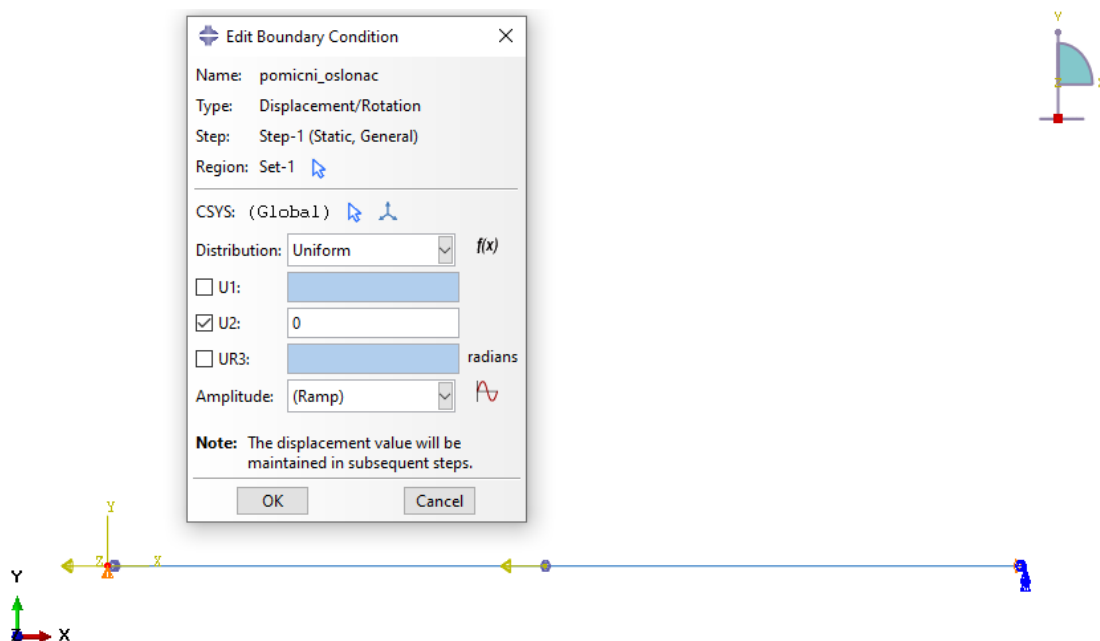 Edit Boundary Condition
Name: pomicni_oslonac
Type: Displacement/Rotation
Step: Step-1 (Static, General)
Region: Set-1
CSYS: (Global)
Distribution: Uniform f(x)
U1:
U2: 0
UR3: radians
Amplitude: (Ramp)
Note: The displacement value will be
maintained in subsequent steps.
OK Cancel
Y
Z
Y
Z X
Y
X